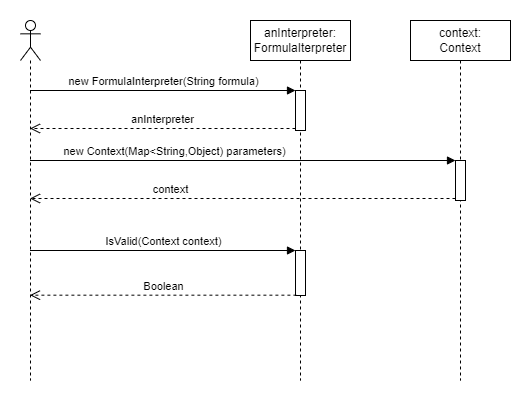 anInterpreter:
FormulaIterpreter
context:
Context
new FormulaInterpreter(String formula)
anInterpreter
new Context(Map<String,Object) parameters)
context
IsValid(Context context)
Boolean